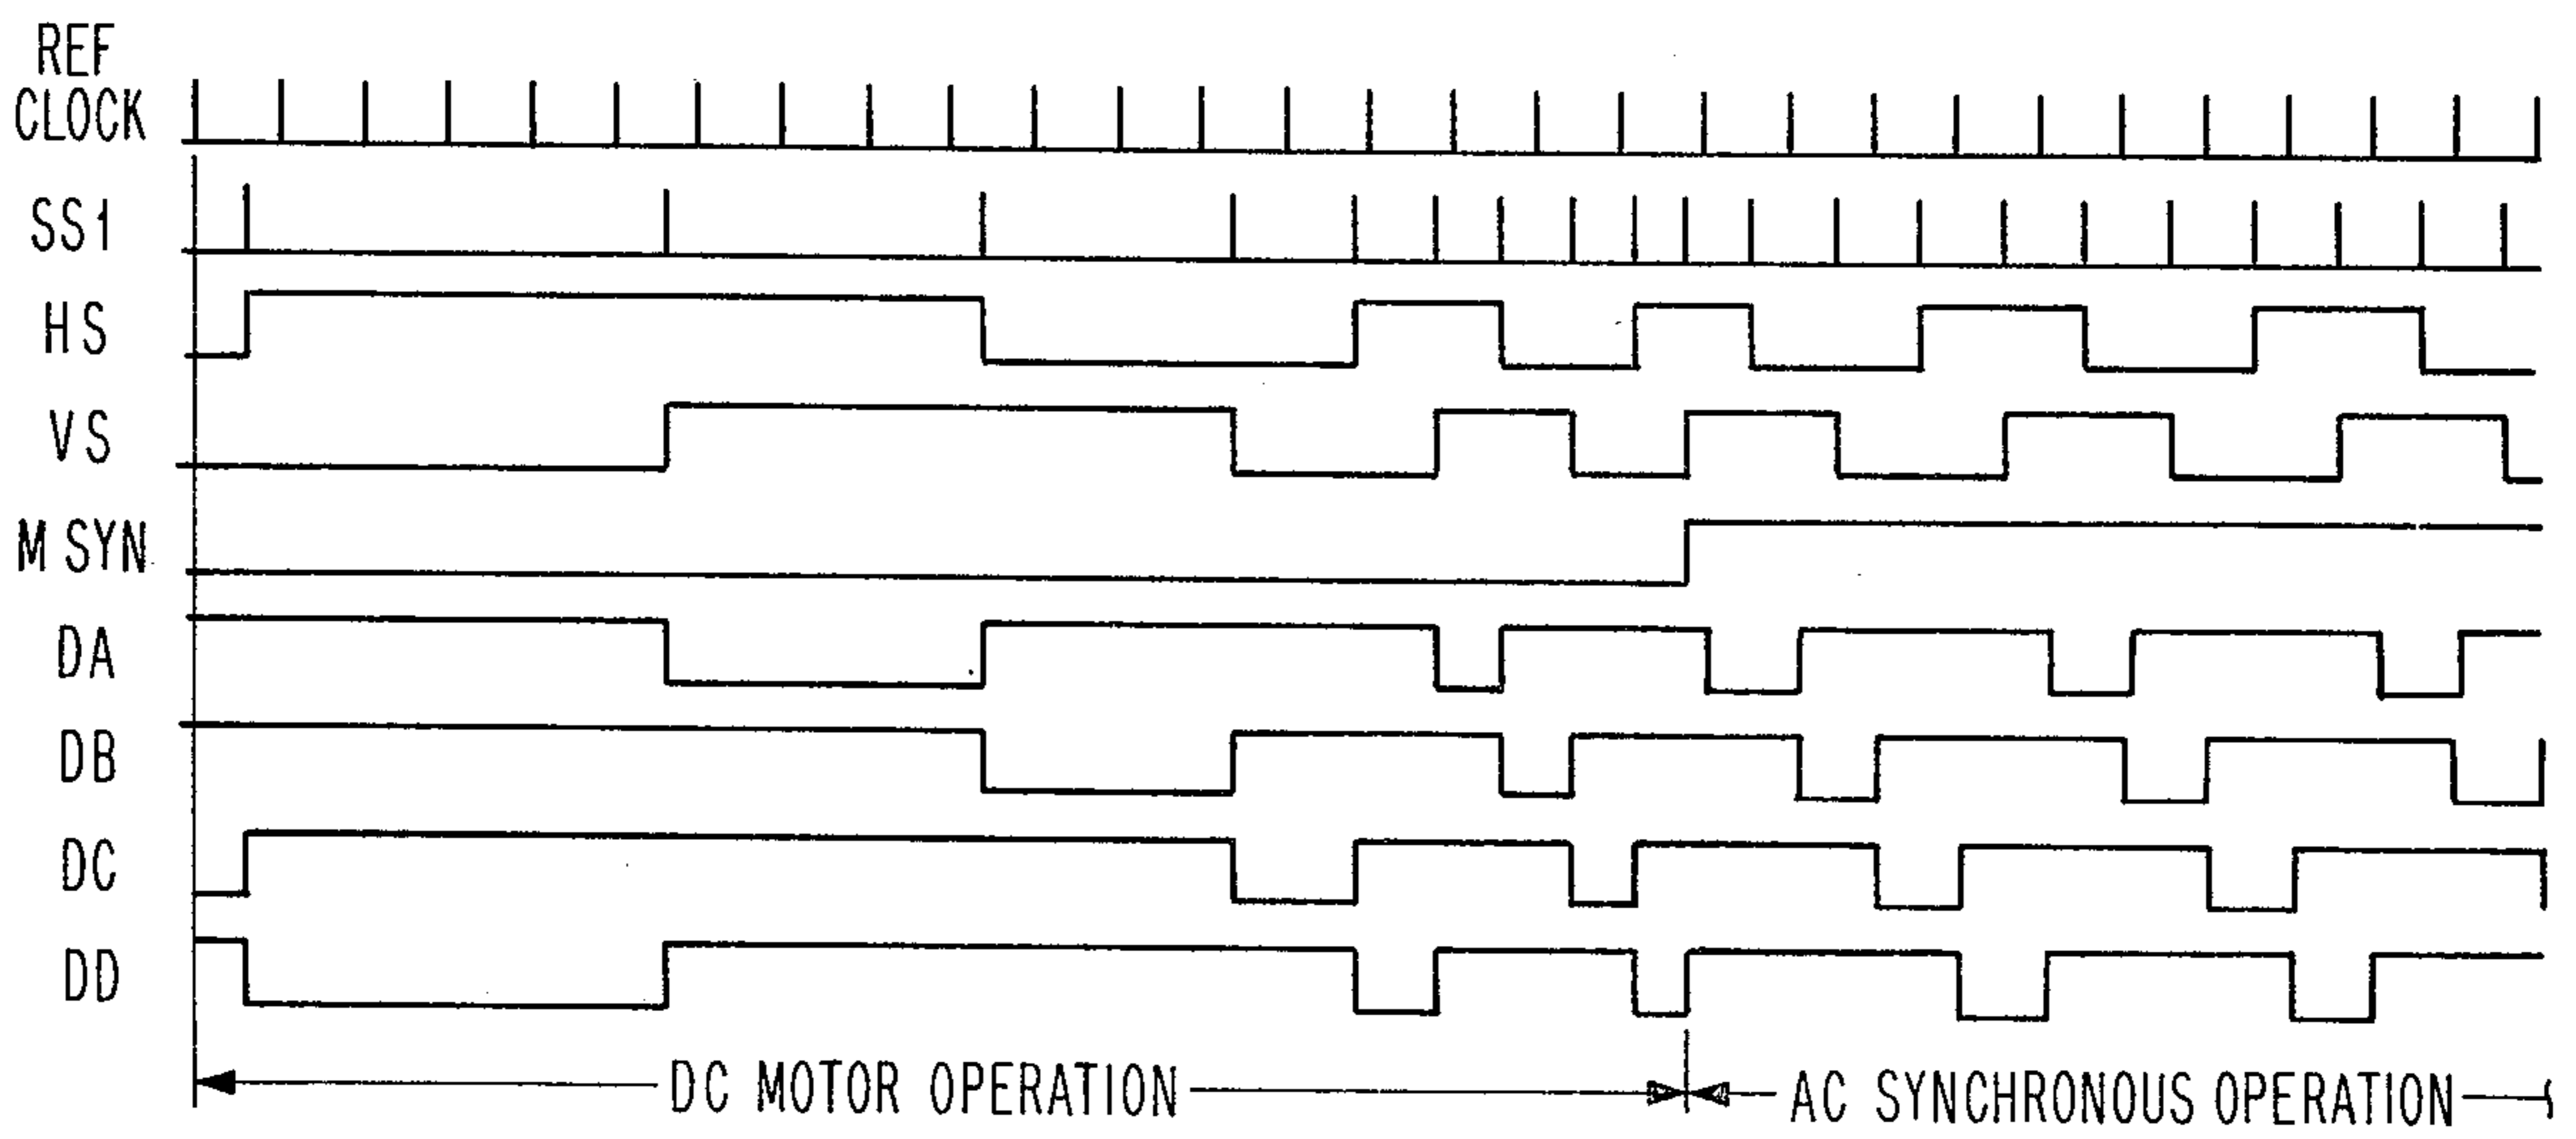 REF
CLOCK
SS1
HS
VS
M SYN
DA
DB
DC
DD
DC MOTOR OPERATION
AC SYNCHRONOUS OPERATION